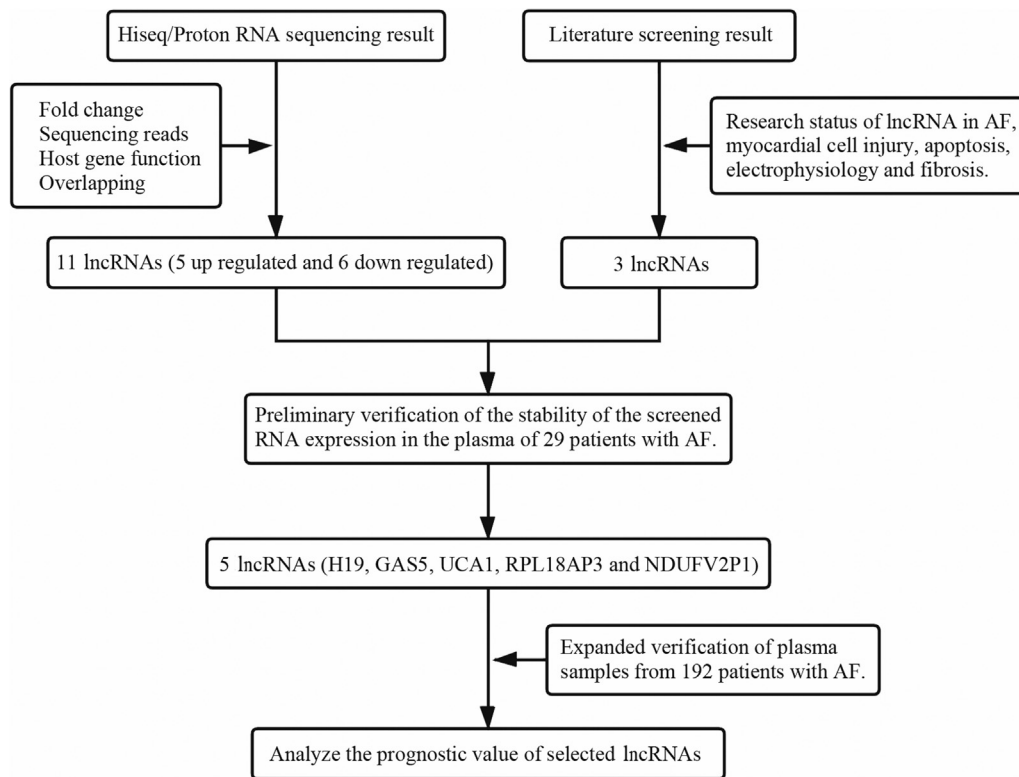 Hiseq/Proton RNA sequencing result
Literature screening result
Fold change
Sequencing reads
Host gene function
Overlapping
Research status of lncRNA in AF,
myocardial cell injury, apoptosis,
electrophysiology and fibrosis.
11 lncRNAs (5 up regulated and 6 down regulated)
3 lncRNAs
Preliminary verification of the stability of the screened
RNA expression in the plasma of 29 patients with AF.
5 lncRNAs (H19, GAS5, UCA1, RPL18AP3 and NDUFV2P1)
Expanded verification of plasma
samples from 192 patients with AF.
Analyze the prognostic value of selected lncRNAs